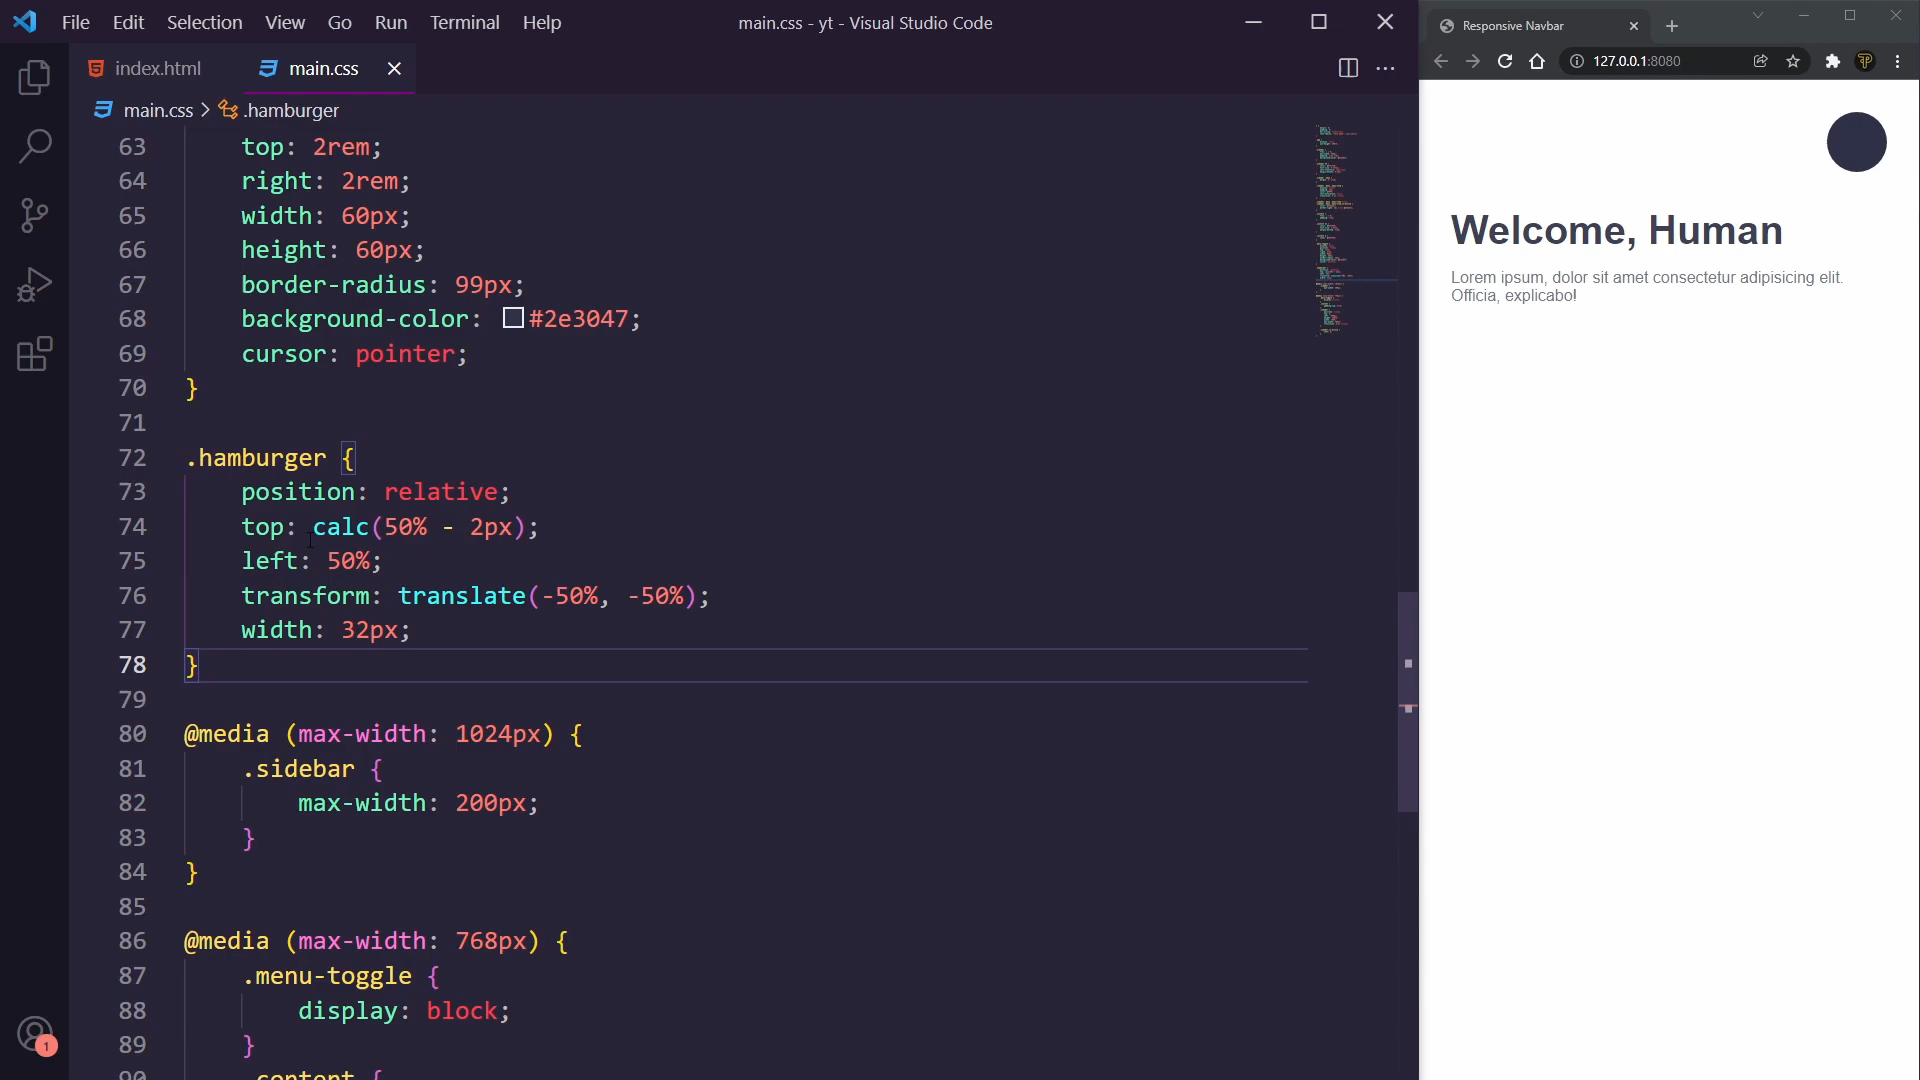 File Edit Selection View Go Run Terminal Help
main.css - yt - Visual Studio Code
index.html
main.css
main.css > .hamburger
63 top: 2rem;
64 right: 2rem;
65 width: 60px;
66 height: 60px;
67 border-radius: 99px;
68 background-color: #2e3047;
69 cursor: pointer;
70 }
71
72 .hamburger {
73 position: relative;
74 top: calc(50% - 2px);
75 left: 50%;
76 transform: translate(-50%, -50%);
77 width: 32px;
78 }
79
80 @media (max-width: 1024px) {
81 .sidebar {
82 max-width: 200px;
83 }
84 }
85
86 @media (max-width: 768px) {
87 .menu-toggle {
88 display: block;
89 }
90 .content {
1
Responsive Navbar
127.0.0.1:8080
Welcome, Human
Lorem ipsum, dolor sit amet consectetur adipisicing elit.
Officia, explicabo!